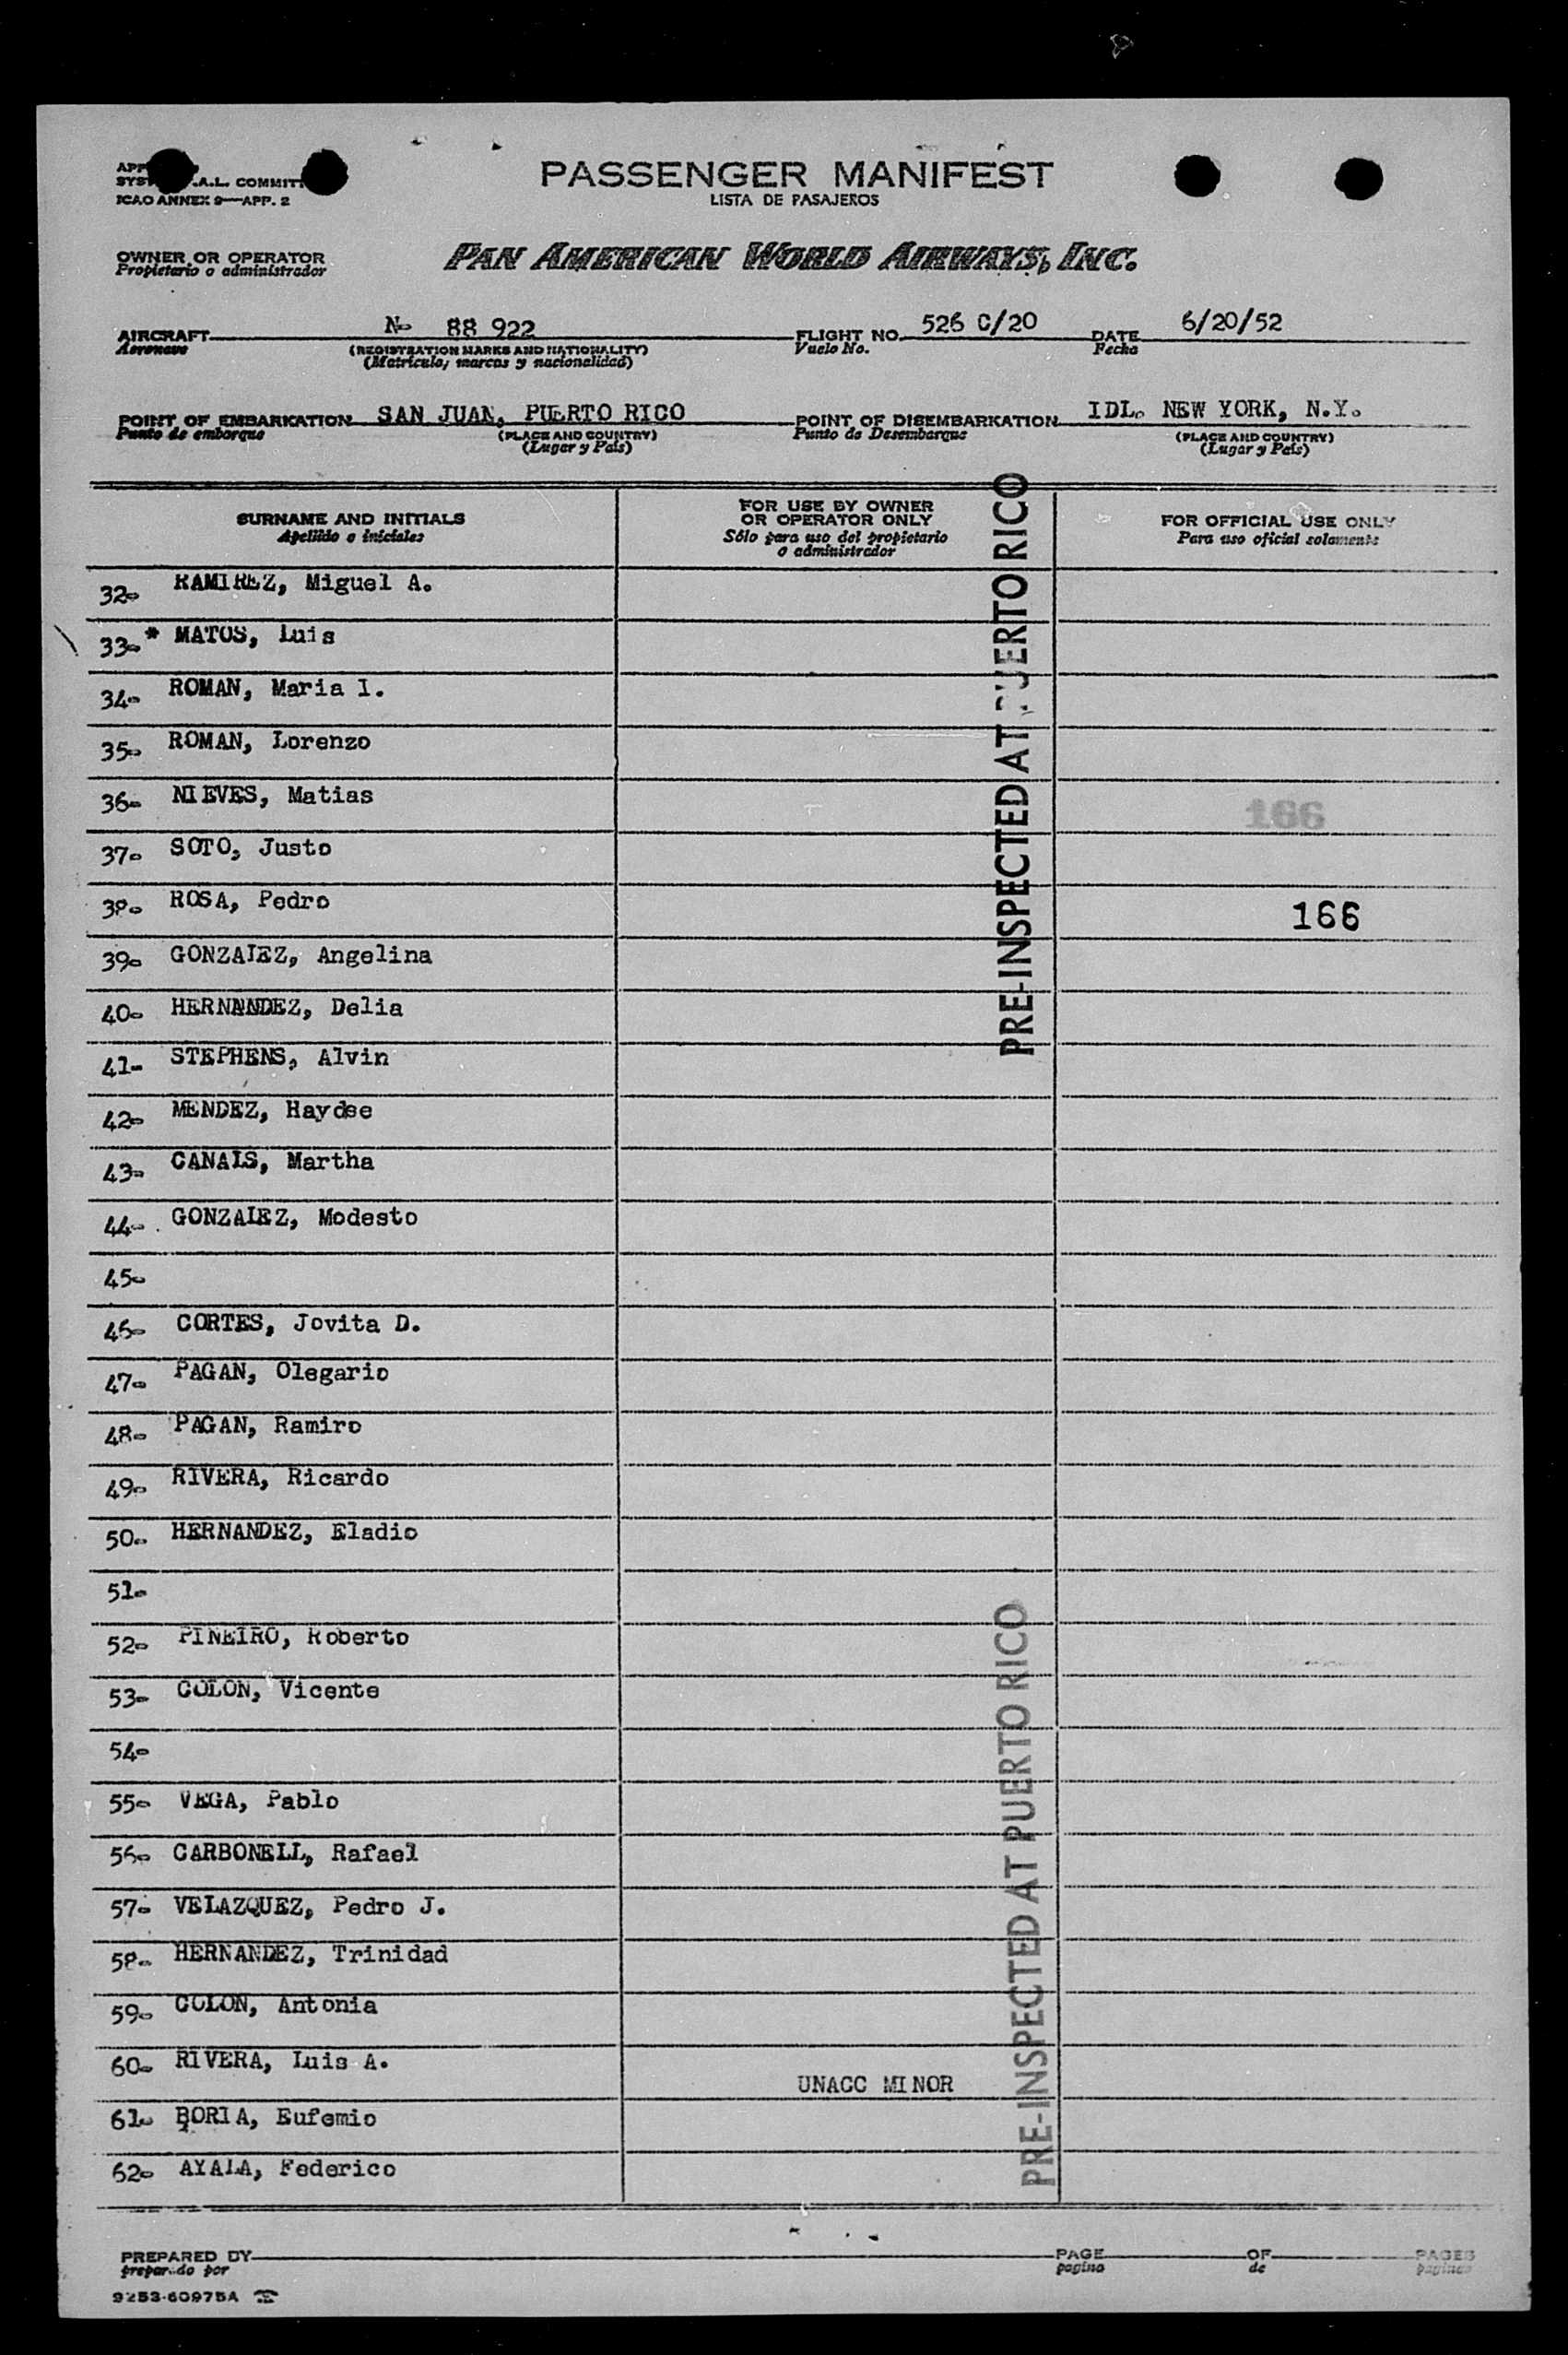 SYST .A.L. COMMIT
ICAO ANNEX 9—APP. 2
PASSENGER MANIFEST
LISTA DE PASAJEROS
OWNER OR OPERATOR
Propietario o administrador
PAN AMERICAN WORLD AIRWAYS, INC.
AIRCRAFT N- 88 922 FLIGHT NO. 526 C/20 DATE 6/20/52
Aeronave (REGISTRATION MARKS AND NATIONALITY) Vuelo No. Fecha
(Matricula, marcas y nacionalidad)
POINT OF EMBARKATION SAN JUAN, PUERTO RICO POINT OF DISEMBARKATION IDL. NEW YORK, N.Y.
Punto de embarque (PLACE AND COUNTRY) Punto de Desembarque (PLACE AND COUNTRY)
(Lugar y País) (Lugar y País)
SURNAME AND INITIALS
Apellido e iniciales
FOR USE BY OWNER
OR OPERATOR ONLY
Sólo para uso del propietario
o administrador
FOR OFFICIAL USE ONLY
Para uso oficial solamente
PRE-INSPECTED AT PUERTO RICO
32- RAMIREZ, Miguel A.
33- * MATOS, Luis
34- ROMAN, Maria I.
35- ROMAN, Lorenzo
36- NIEVES, Matias 166
37- SOTO, Justo
38- ROSA, Pedro 166
39- GONZALEZ, Angelina
40- HERNANDEZ, Delia
41- STEPHENS, Alvin
42- MENDEZ, Haydee
43- CANALS, Martha
44- GONZALEZ, Modesto
45-
46- CORTES, Jovita D.
47- PAGAN, Olegario
48- PAGAN, Ramiro
49- RIVERA, Ricardo
50- HERNANDEZ, Eladio
51-
52- PINEIRO, Roberto
53- COLON, Vicente
54-
55- VEGA, Pablo
56- CARBONELL, Rafael
57- VELAZQUEZ, Pedro J.
58- HERNANDEZ, Trinidad
59- COLON, Antonia
60- RIVERA, Luis A. UNACC MINOR
61- BORIA, Eufemio
62- AYALA, Federico
PRE-INSPECTED AT PUERTO RICO
PREPARED BY PAGE OF PAGES
preparado por pagina de paginas
9253-60975A